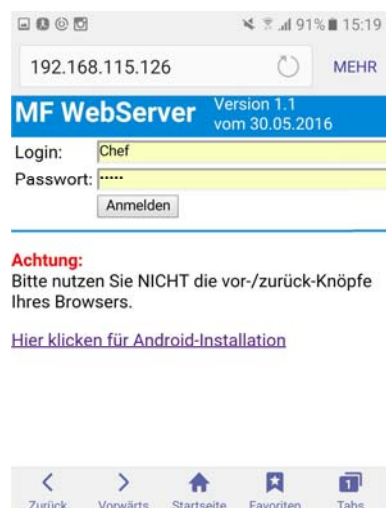 91% 15:19
192.168.115.126 MEHR
MF WebServer Version 1.1
vom 30.05.2016
Login: Chef
Passwort: •••••
Anmelden
Achtung:
Bitte nutzen Sie NICHT die vor-/zurück-Knöpfe
Ihres Browsers.
Hier klicken für Android-Installation
1
Zurück Vorwärts Startseite Favoriten Tabs